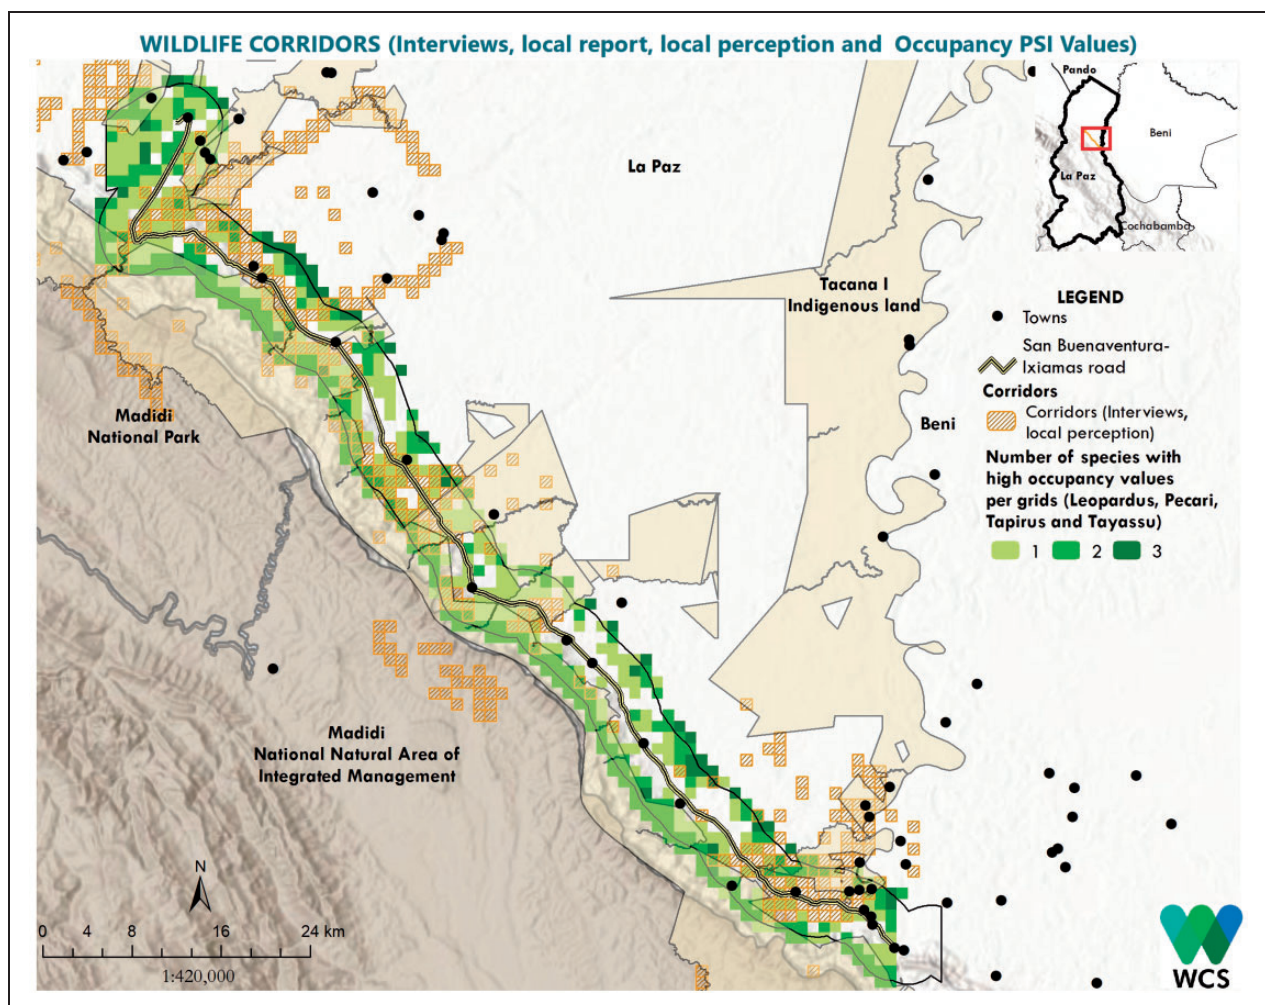 WILDLIFE CORRIDORS (Interviews, local report, local perception and Occupancy PSI Values)
Pando
Beni
La Paz
Cochabamba
La Paz
Tacana I
Indigenous land
Beni
Madidi
National Park
Madidi
National Natural Area of
Integrated Management
LEGEND
Towns
San Buenaventura-
Ixiamas road
Corridors
Corridors (Interviews,
local perception)
Number of species with
high occupancy values
per grids (Leopardus, Pecari,
Tapirus and Tayassu)
1 2 3
N
0 4 8 16 24 km
1:420,000
WCS